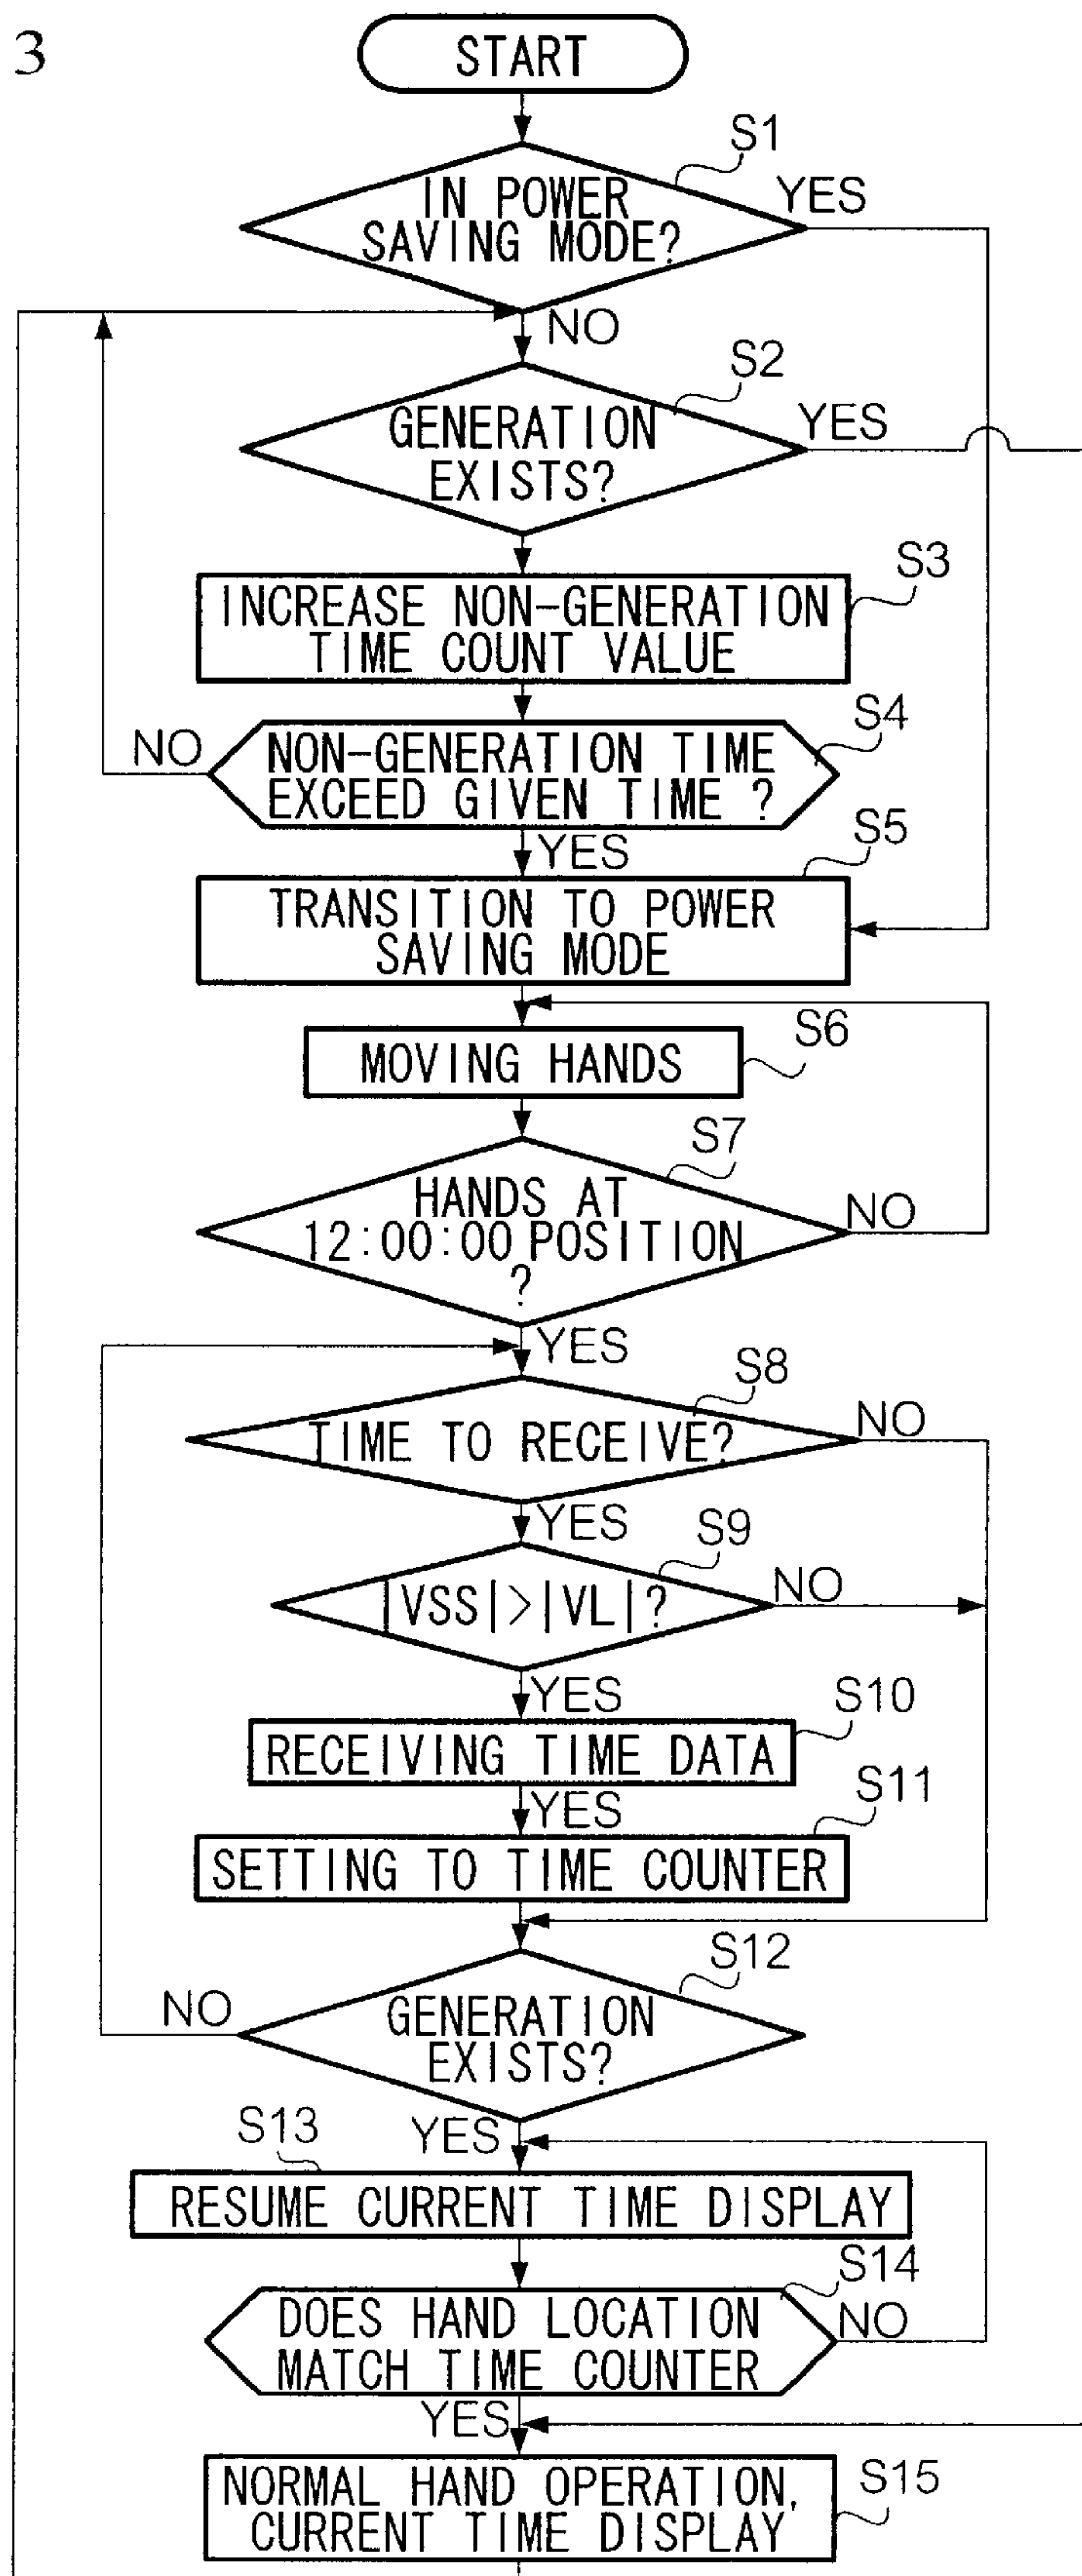 3
START
S1
IN POWER
SAVING MODE?
YES
NO
S2
GENERATION
EXISTS?
YES
S3
INCREASE NON-GENERATION
TIME COUNT VALUE
S4
NO
NON-GENERATION TIME
EXCEED GIVEN TIME ?
YES
S5
TRANSITION TO POWER
SAVING MODE
S6
MOVING HANDS
S7
HANDS AT
12:00:00 POSITION
?
NO
YES
S8
TIME TO RECEIVE?
NO
YES
S9
|VSS|>|VL|?
NO
YES
S10
RECEIVING TIME DATA
YES
S11
SETTING TO TIME COUNTER
S12
NO
GENERATION
EXISTS?
YES
S13
RESUME CURRENT TIME DISPLAY
S14
DOES HAND LOCATION
MATCH TIME COUNTER
NO
YES
S15
NORMAL HAND OPERATION,
CURRENT TIME DISPLAY